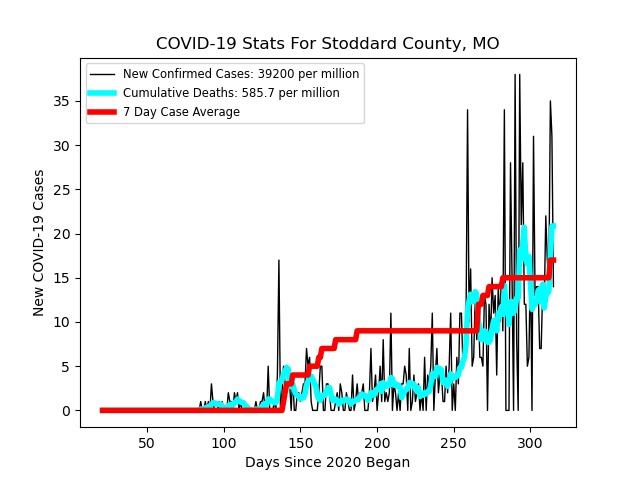 COVID-19 Stats For Stoddard County, MO
New Confirmed Cases: 39200 per million
Cumulative Deaths: 585.7 per million
7 Day Case Average
New COVID-19 Cases
35
30
25
20
15
10
5
0
50 100 150 200 250 300
Days Since 2020 Began